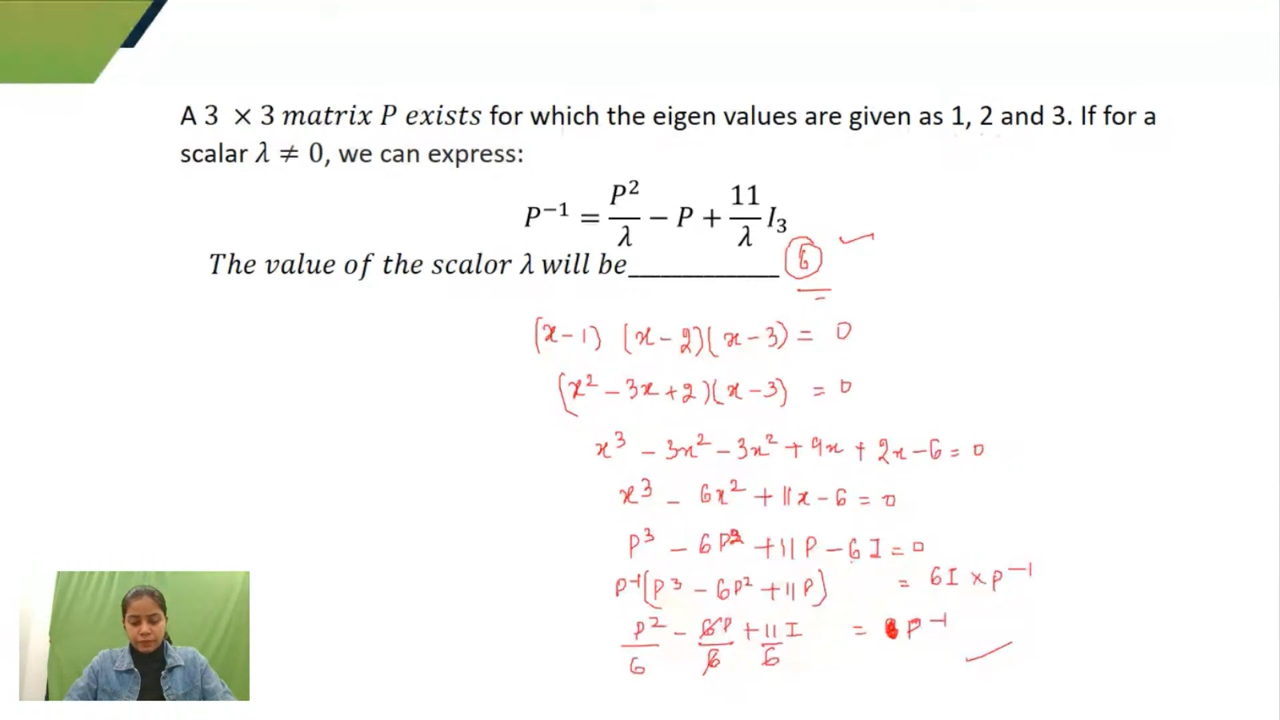 A 3 × 3 matrix P exists for which the eigen values are given as 1, 2 and 3. If for a
scalar λ ≠ 0, we can express:
P⁻¹ = P²/λ − P + 11/λ I₃
The value of the scalor λ will be__________ 6
(x-1) (x-2)(x-3) = 0
(x² - 3x + 2)(x-3) = 0
x³ - 3x² - 3x² + 9x + 2x - 6 = 0
x³ - 6x² + 11x - 6 = 0
P³ - 6P² + 11P - 6I = 0
P⁻¹(P³ - 6P² + 11P) = 6I × P⁻¹
P²/6 - 6P/6 + 11/6 I = P⁻¹